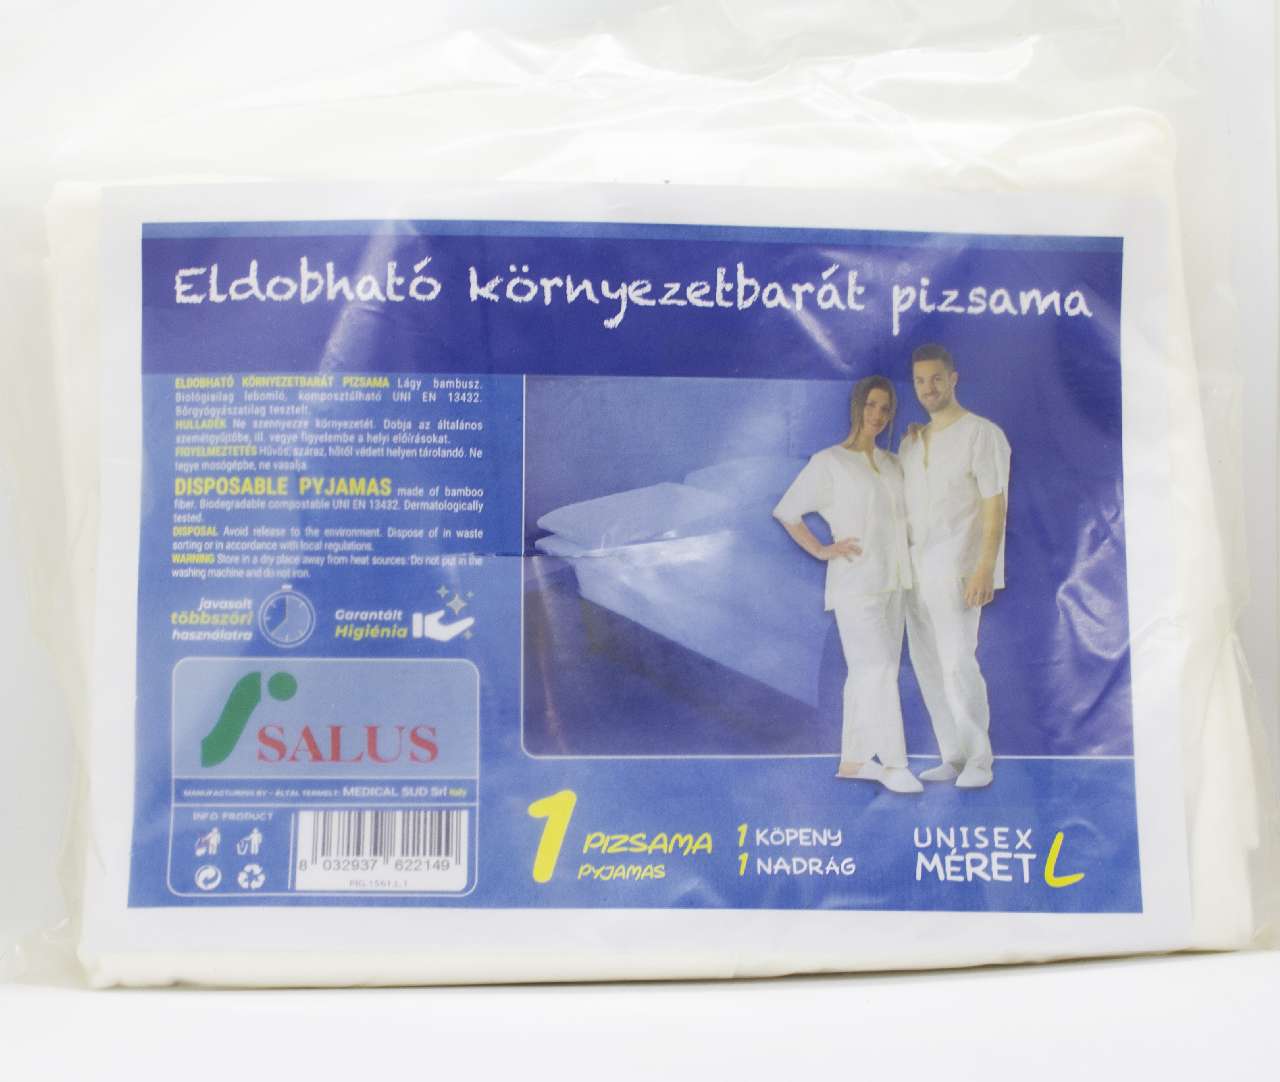 Eldobható környezetbarát pizsama
ELDOBHATÓ KÖRNYEZETBARÁT PIZSAMA Lágy bambusz.
Biológiailag lebomló, komposztúlható UNI EN 13432.
Bőrgyógyászatilag tesztelt.
HULLADÉK Ne szennyezze környezetét. Dobja az általános
szemétgyűjtőbe, ill. vegye figyelembe a helyi előírásokat.
FIGYELMEZTETÉS Hűvös, száraz, hőtől védett helyen tárolandó. Ne
tegye mosógépbe, ne vasalja.
DISPOSABLE PYJAMAS made of bamboo
fiber. Biodegradable compostable UNI EN 13432. Dermatologically
tested.
DISPOSAL Avoid release to the environment. Dispose of in waste
sorting or in accordance with local regulations.
WARNING Store in a dry place away from heat sources. Do not put in the
washing machine and do not iron.
javasolt
többszöri
használatra
Garantált
Higiénia
SALUS
MANUFACTURING BY - ÁLTAL TERMELT: MEDICAL SUD Srl Italy
INFO PRODUCT
8 032937 622149
PIG.1561.L.1
1 PIZSAMA
PYJAMAS
1 KÖPENY
1 NADRÁG
UNISEX
MÉRET L